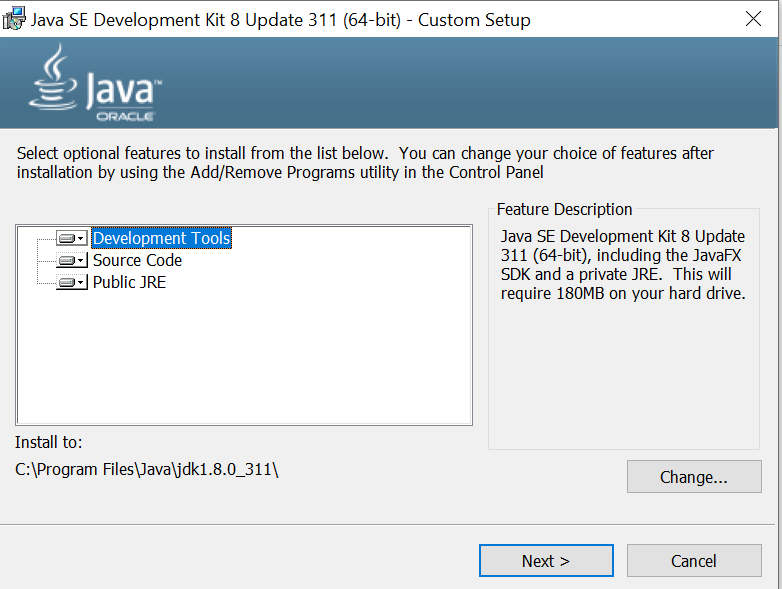 Java SE Development Kit 8 Update 311 (64-bit) - Custom Setup
Java™
ORACLE
Select optional features to install from the list below.  You can change your choice of features after
installation by using the Add/Remove Programs utility in the Control Panel
Development Tools
Source Code
Public JRE
Feature Description
Java SE Development Kit 8 Update
311 (64-bit), including the JavaFX
SDK and a private JRE.  This will
require 180MB on your hard drive.
Install to:
C:\Program Files\Java\jdk1.8.0_311\
Change...
Next >
Cancel